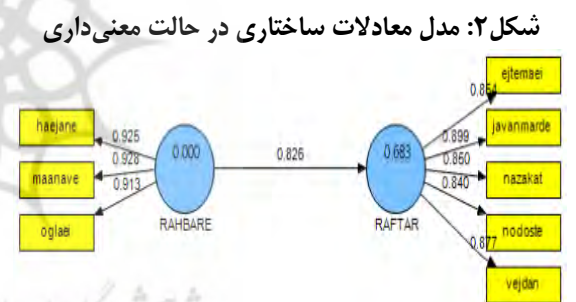 شکل۲: مدل معادلات ساختاری در حالت معنی‌داری
ejtemaei
0.854
haejane
0.925
0.000
0.826
0.683
0.899
javanmarde
maanave
0.928
0.860
nazakat
oglaei
0.913
0.840
RAHBARE
RAFTAR
nodoste
0.877
vejdan